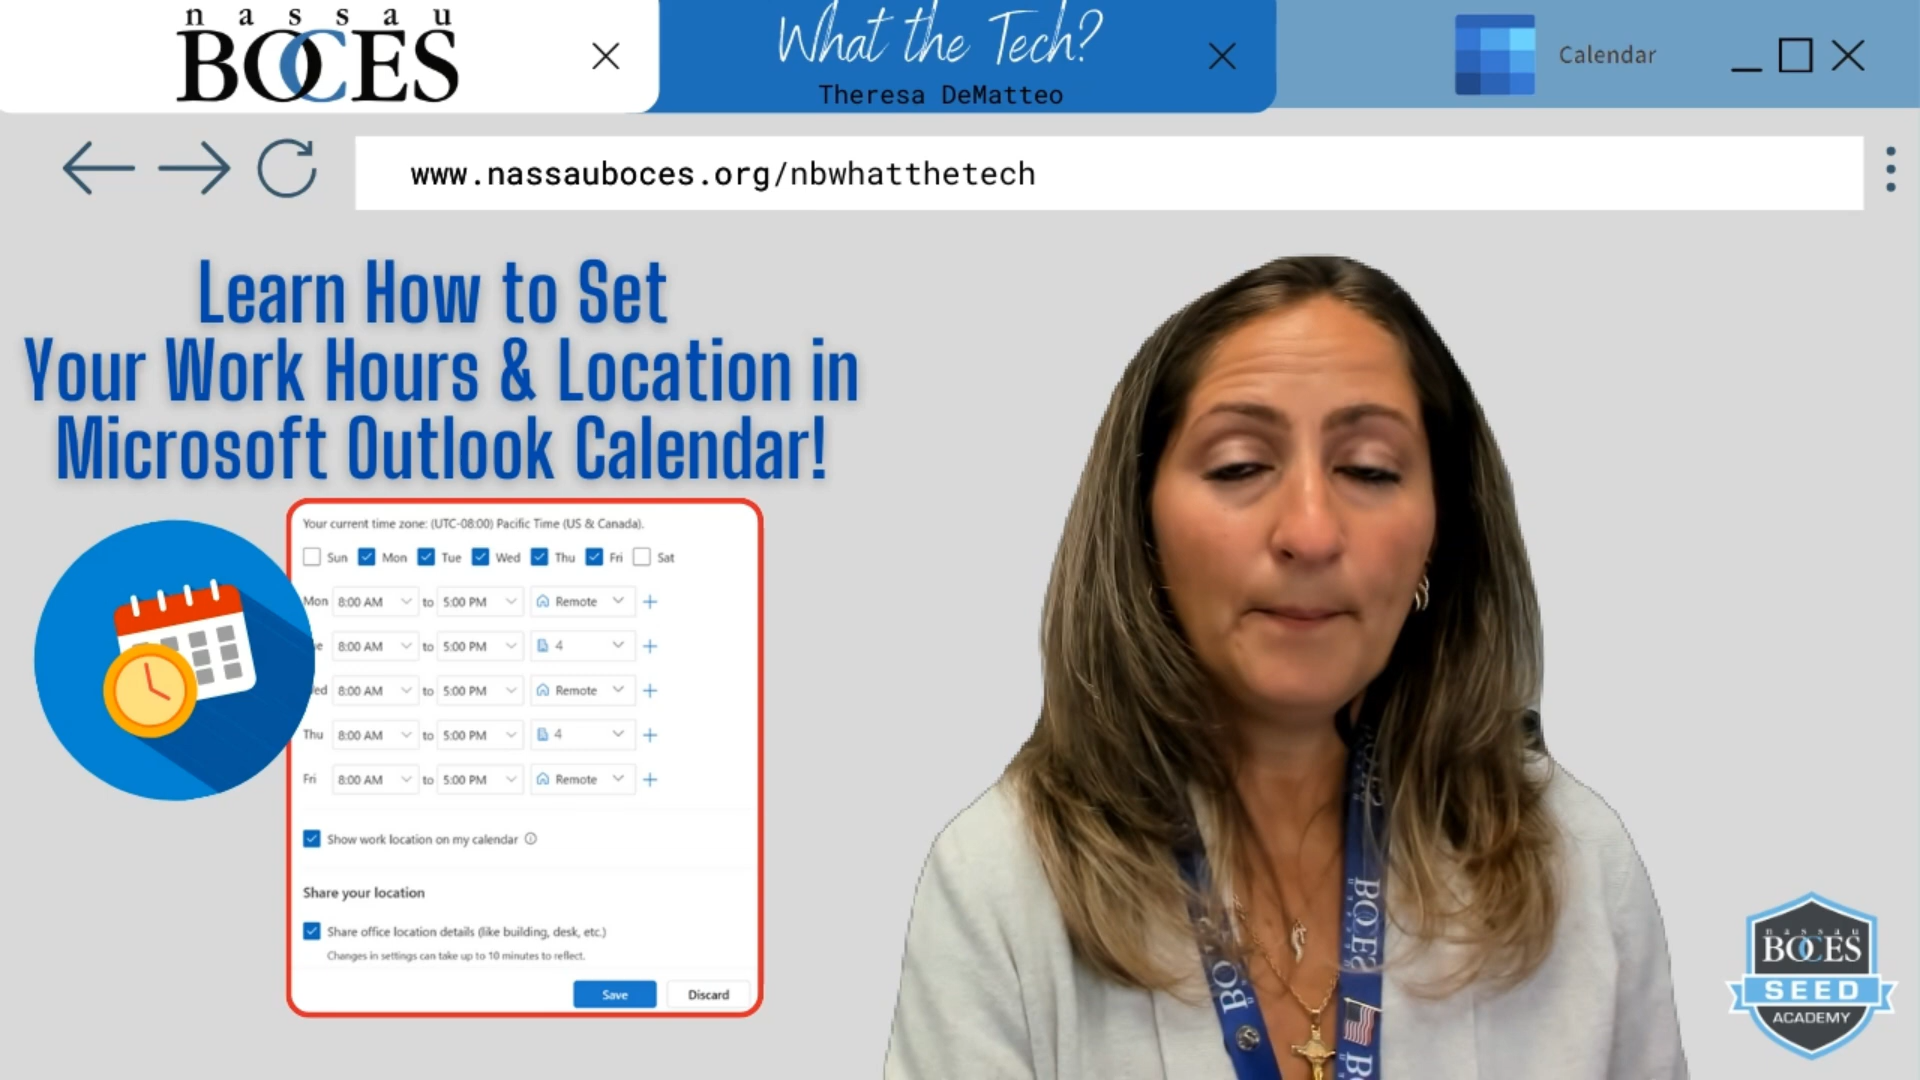 nassau
BOCES
What the Tech?
Theresa DeMatteo
Calendar
www.nassauboces.org/nbwhatthetech
Learn How to Set
Your Work Hours & Location in
Microsoft Outlook Calendar!
Your current time zone: (UTC-08:00) Pacific Time (US & Canada).
Sun Mon Tue Wed Thu Fri Sat
Mon 8:00 AM to 5:00 PM Remote
e 8:00 AM to 5:00 PM 4
ed 8:00 AM to 5:00 PM Remote
Thu 8:00 AM to 5:00 PM 4
Fri 8:00 AM to 5:00 PM Remote
Show work location on my calendar
Share your location
Share office location details (like building, desk, etc.)
Changes in settings can take up to 10 minutes to reflect.
Save Discard
BOCES
BO
B
nassau
BOCES
SEED
ACADEMY